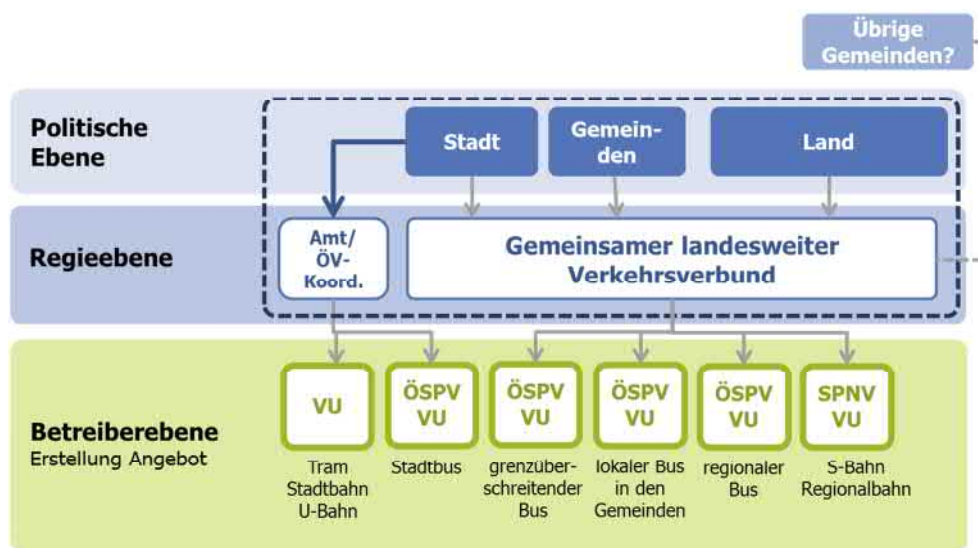 Übrige
Gemeinden?
Politische
Ebene
Stadt
Gemein-
den
Land
Regieebene
Amt/
ÖV-
Koord.
Gemeinsamer landesweiter
Verkehrsverbund
Betreiberebene
Erstellung Angebot
VU
ÖSPV
VU
ÖSPV
VU
ÖSPV
VU
ÖSPV
VU
SPNV
VU
Tram
Stadtbahn
U-Bahn
Stadtbus
grenzüber-
schreitender
Bus
lokaler Bus
in den
Gemeinden
regionaler
Bus
S-Bahn
Regionalbahn